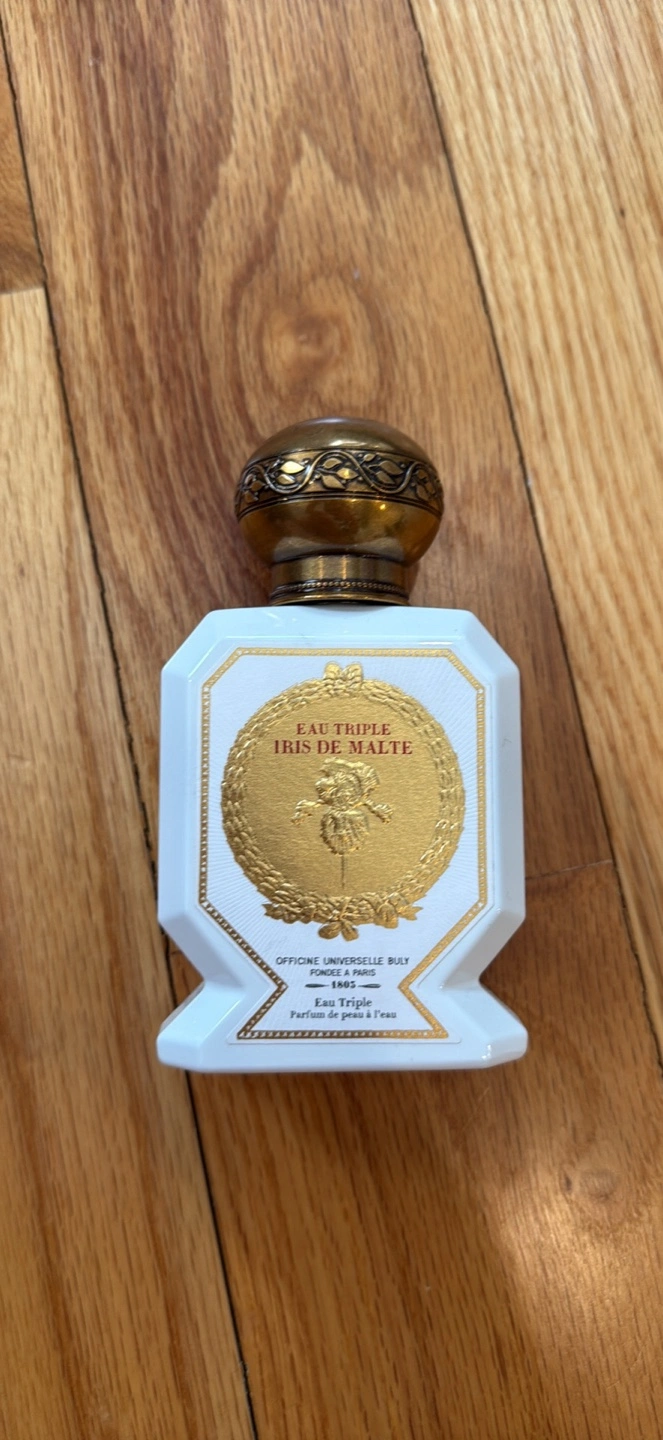 EAU TRIPLE
IRIS DE MALTE
OFFICINE UNIVERSELLE BULY
FONDEE A PARIS
1803
Eau Triple
Parfum de peau à l'eau